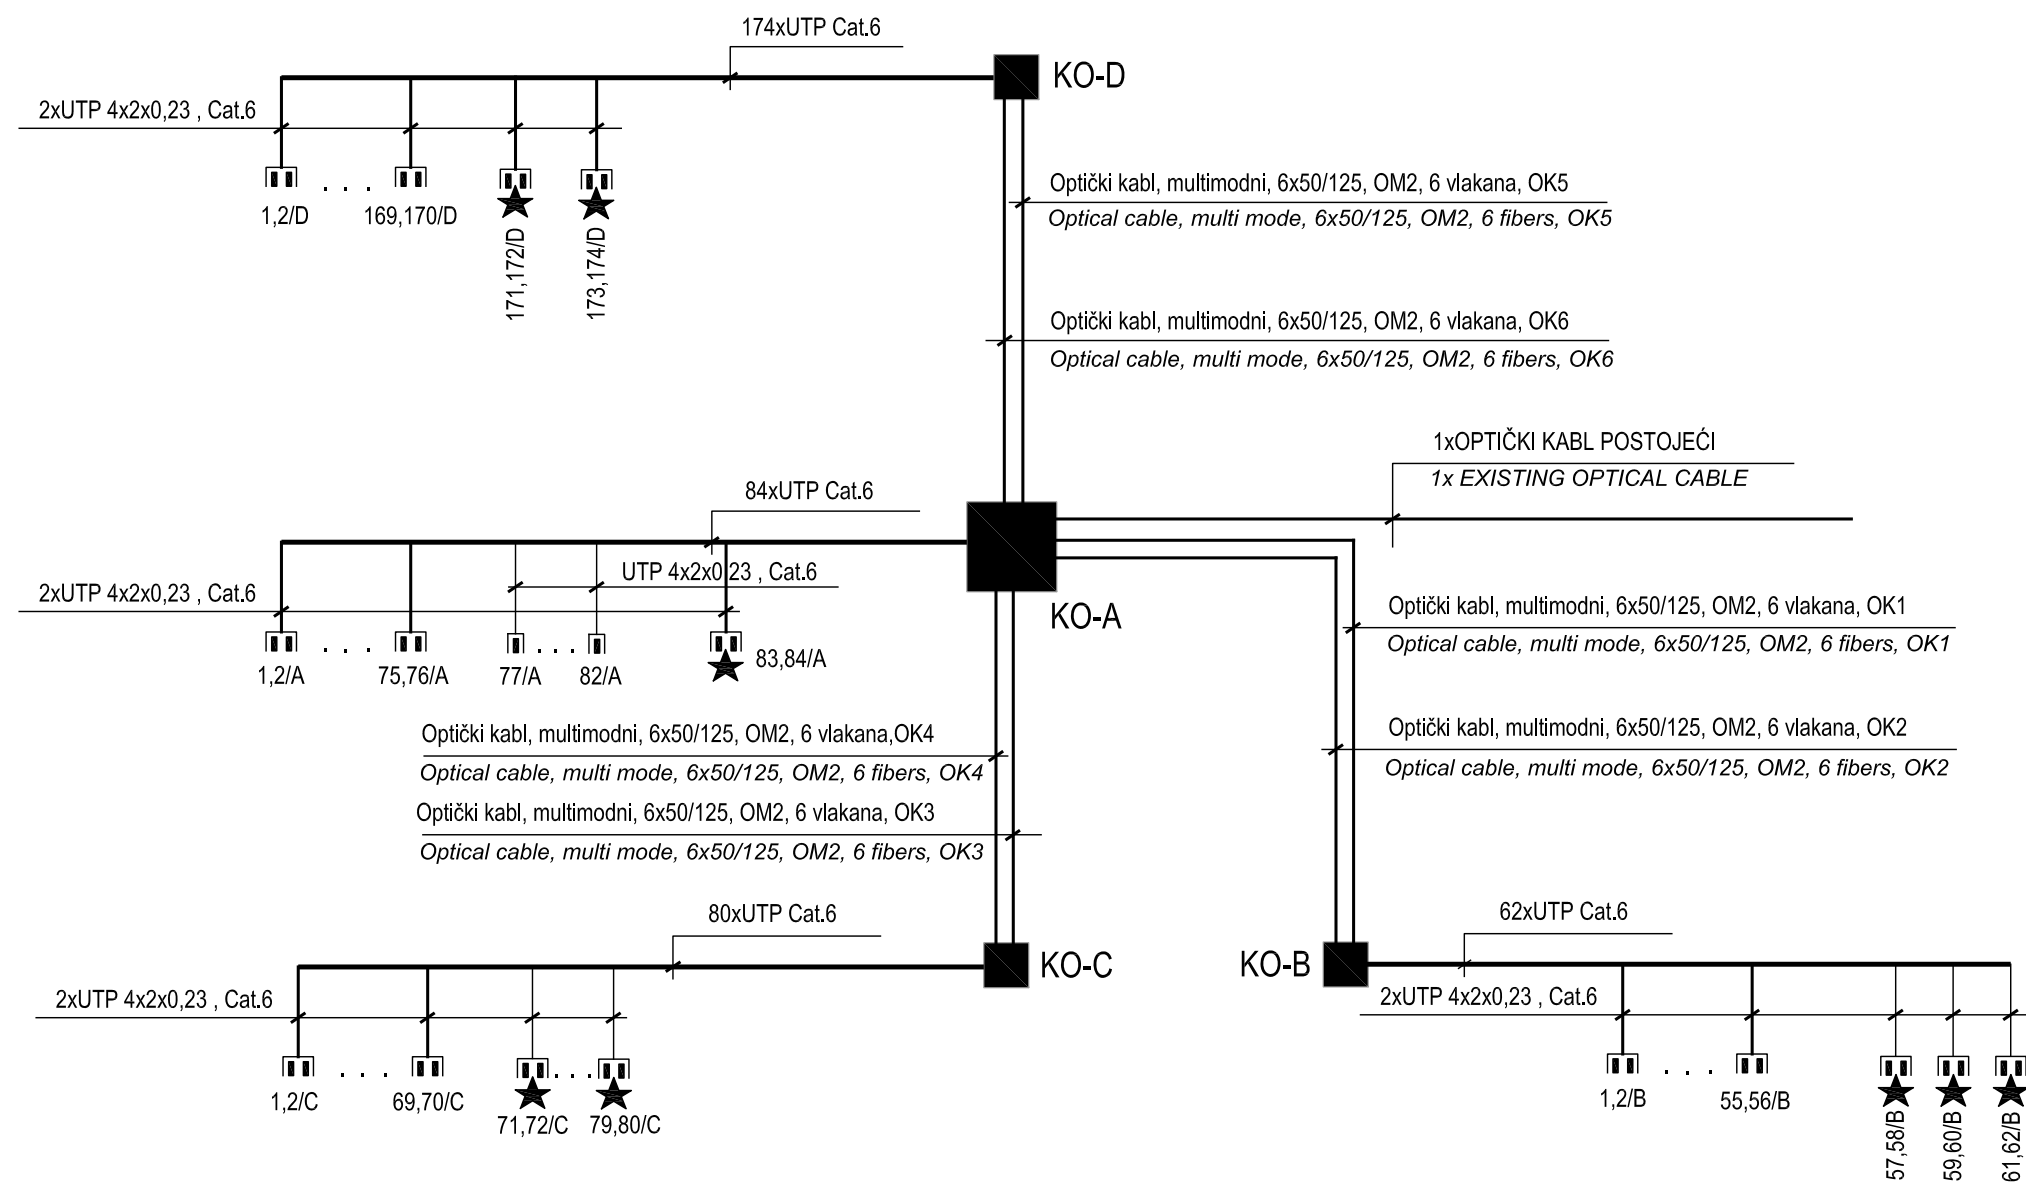 174xUTP Cat.6
KO-D
2xUTP 4x2x0,23 , Cat.6
. . .
1,2/D
169,170/D
171,172/D
173,174/D
Optički kabl, multimodni, 6x50/125, OM2, 6 vlakana, OK5
Optical cable, multi mode, 6x50/125, OM2, 6 fibers, OK5
Optički kabl, multimodni, 6x50/125, OM2, 6 vlakana, OK6
Optical cable, multi mode, 6x50/125, OM2, 6 fibers, OK6
1xOPTIČKI KABL POSTOJEĆI
1x EXISTING OPTICAL CABLE
84xUTP Cat.6
UTP 4x2x0,23 , Cat.6
2xUTP 4x2x0,23 , Cat.6
KO-A
. . .
. . .
1,2/A
75,76/A
77/A
82/A
83,84/A
Optički kabl, multimodni, 6x50/125, OM2, 6 vlakana, OK1
Optical cable, multi mode, 6x50/125, OM2, 6 fibers, OK1
Optički kabl, multimodni, 6x50/125, OM2, 6 vlakana, OK2
Optical cable, multi mode, 6x50/125, OM2, 6 fibers, OK2
Optički kabl, multimodni, 6x50/125, OM2, 6 vlakana,OK4
Optical cable, multi mode, 6x50/125, OM2, 6 fibers, OK4
Optički kabl, multimodni, 6x50/125, OM2, 6 vlakana, OK3
Optical cable, multi mode, 6x50/125, OM2, 6 fibers, OK3
80xUTP Cat.6
KO-C
2xUTP 4x2x0,23 , Cat.6
. . .
. . .
1,2/C
69,70/C
71,72/C
79,80/C
KO-B
62xUTP Cat.6
2xUTP 4x2x0,23 , Cat.6
. . .
1,2/B
55,56/B
57,58/B
59,60/B
61,62/B